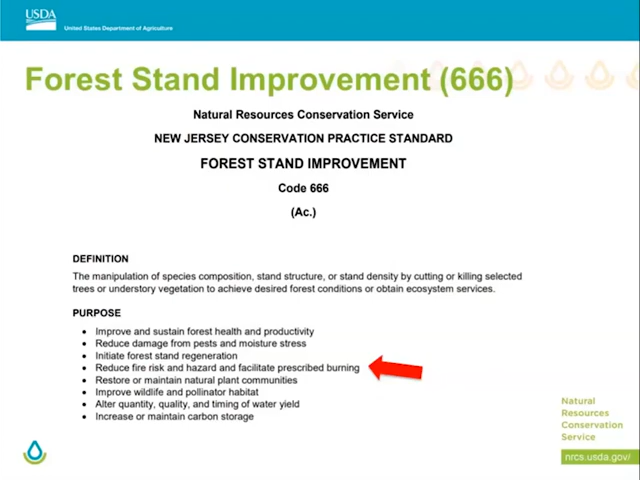 USDA
United States Department of Agriculture
Forest Stand Improvement (666)
Natural Resources Conservation Service
NEW JERSEY CONSERVATION PRACTICE STANDARD
FOREST STAND IMPROVEMENT
Code 666
(Ac.)
DEFINITION
The manipulation of species composition, stand structure, or stand density by cutting or killing selected
trees or understory vegetation to achieve desired forest conditions or obtain ecosystem services.
PURPOSE
• Improve and sustain forest health and productivity
• Reduce damage from pests and moisture stress
• Initiate forest stand regeneration
• Reduce fire risk and hazard and facilitate prescribed burning
• Restore or maintain natural plant communities
• Improve wildlife and pollinator habitat
• Alter quantity, quality, and timing of water yield
• Increase or maintain carbon storage
Natural
Resources
Conservation
Service
nrcs.usda.gov/